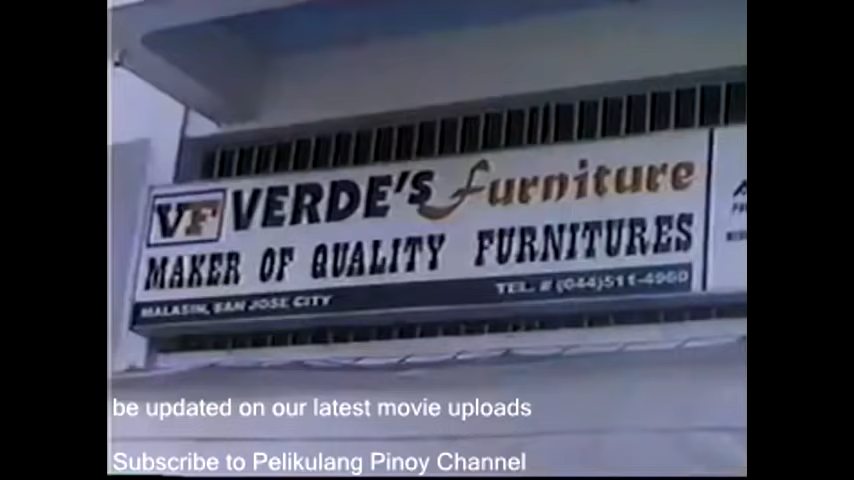 VF VERDE'S Furniture
MAKER OF QUALITY FURNITURES
MALASIN, SAN JOSE CITY TEL. # (044)511-4960
be updated on our latest movie uploads
Subscribe to Pelikulang Pinoy Channel